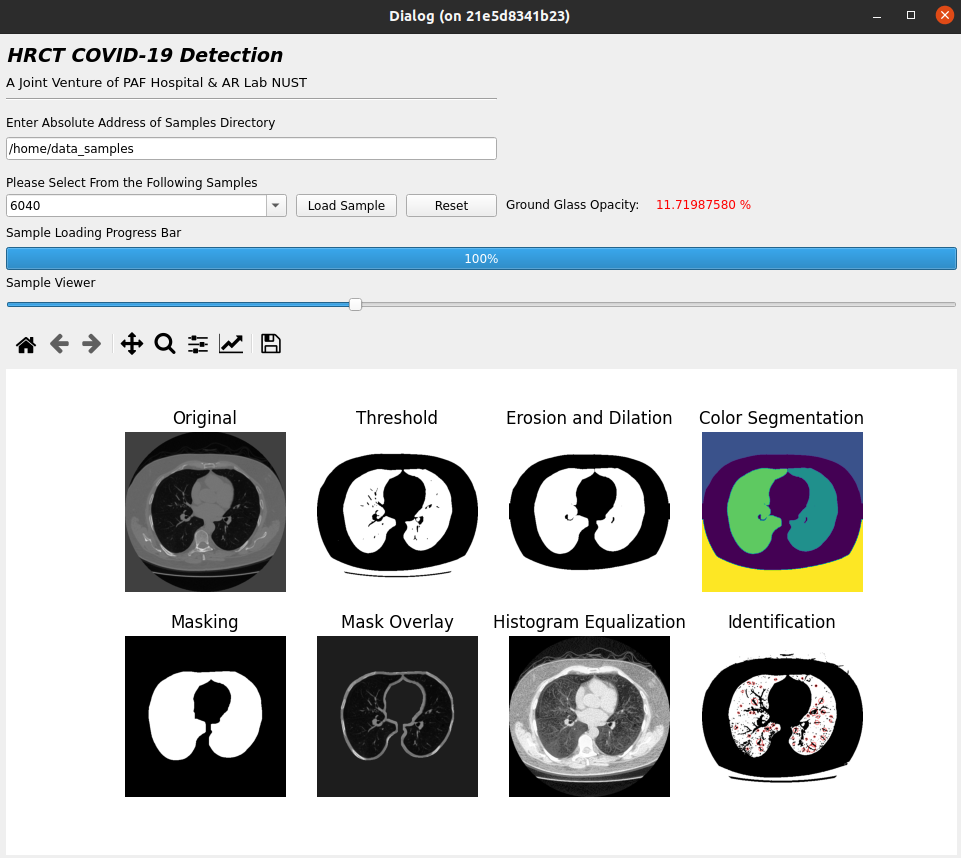 Dialog (on 21e5d8341b23)
HRCT COVID-19 Detection
A Joint Venture of PAF Hospital & AR Lab NUST
Enter Absolute Address of Samples Directory
/home/data_samples
Please Select From the Following Samples
6040 Load Sample Reset Ground Glass Opacity: 11.71987580 %
Sample Loading Progress Bar
100%
Sample Viewer
Original Threshold Erosion and Dilation Color Segmentation
Masking Mask Overlay Histogram Equalization Identification